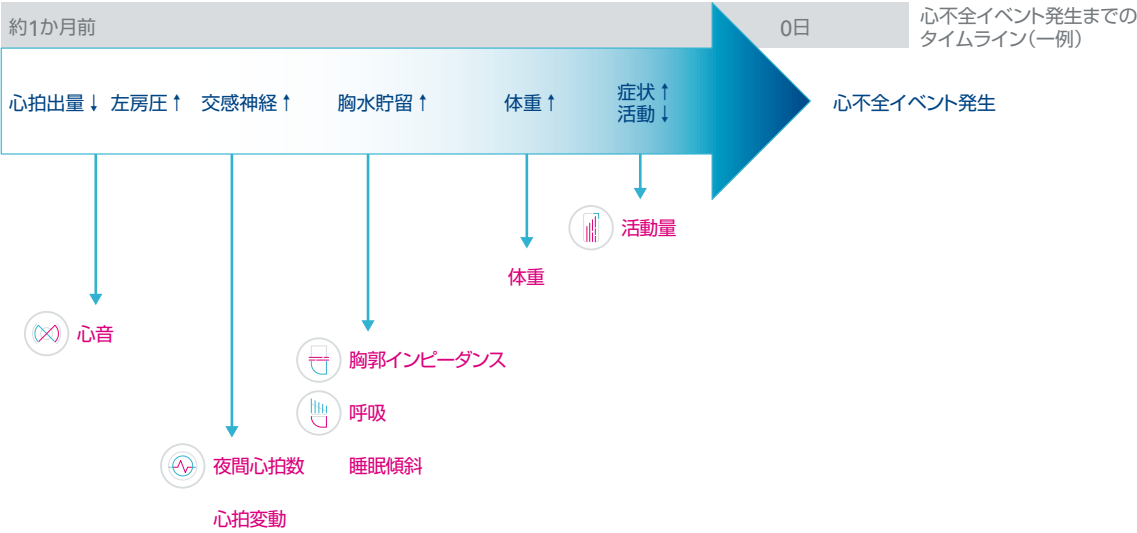 約1か月前
0日
心不全イベント発生までの
タイムライン（一例）
心拍出量↓ 左房圧↑ 交感神経↑ 胸水貯留↑ 体重↑
症状↑
活動↓
心不全イベント発生
活動量
体重
心音
胸郭インピーダンス
呼吸
夜間心拍数
睡眠傾斜
心拍変動